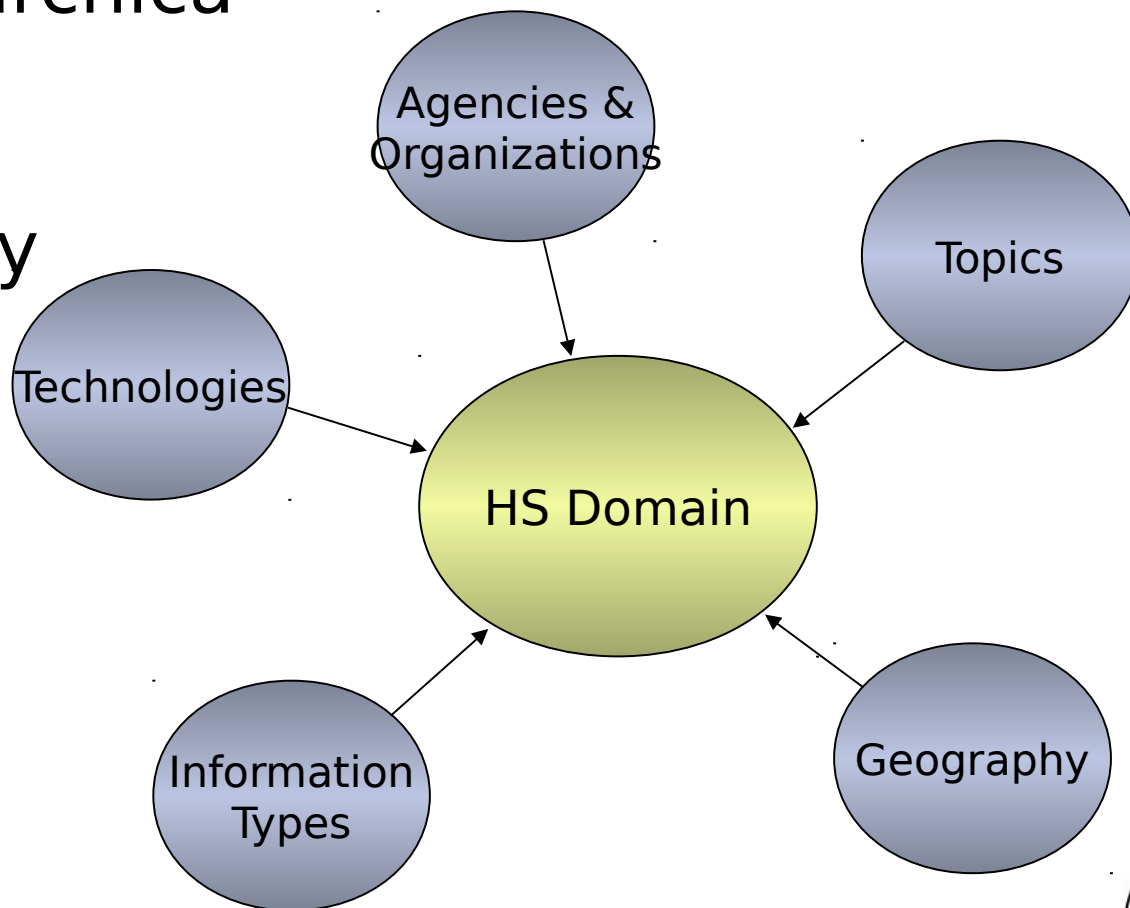 Agencies &
Organizations
Topics
y
Technologies
HS Domain
Information
Types
Geography